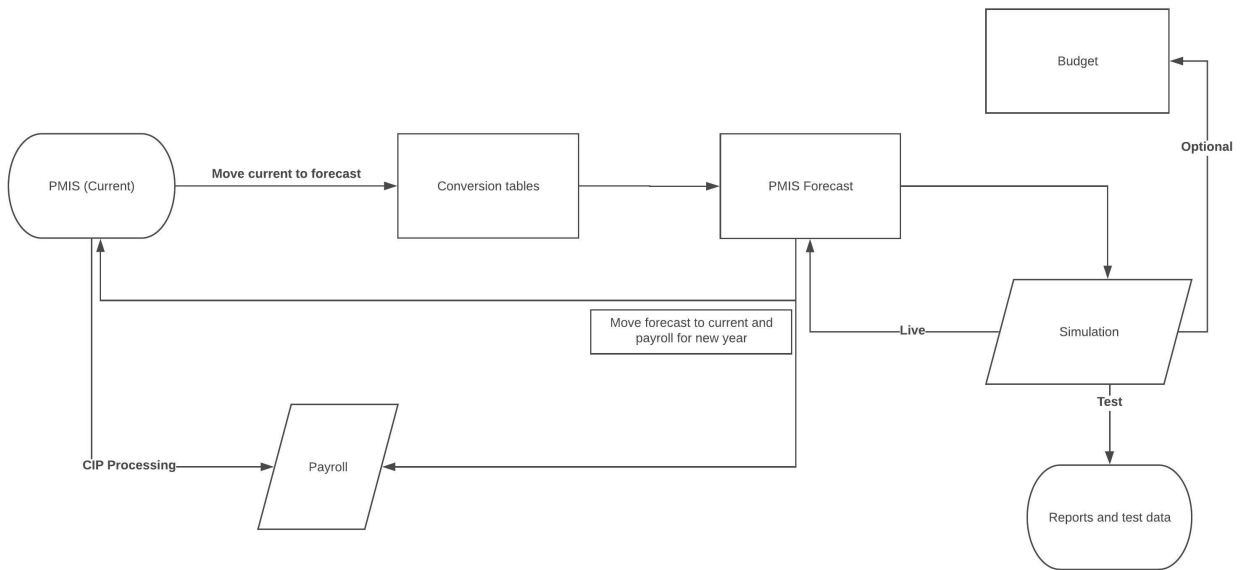 Budget
Optional
PMIS (Current)
Move current to forecast
Conversion tables
PMIS Forecast
Move forecast to current and
payroll for new year
Live
Simulation
Test
CIP Processing
Payroll
Reports and test data